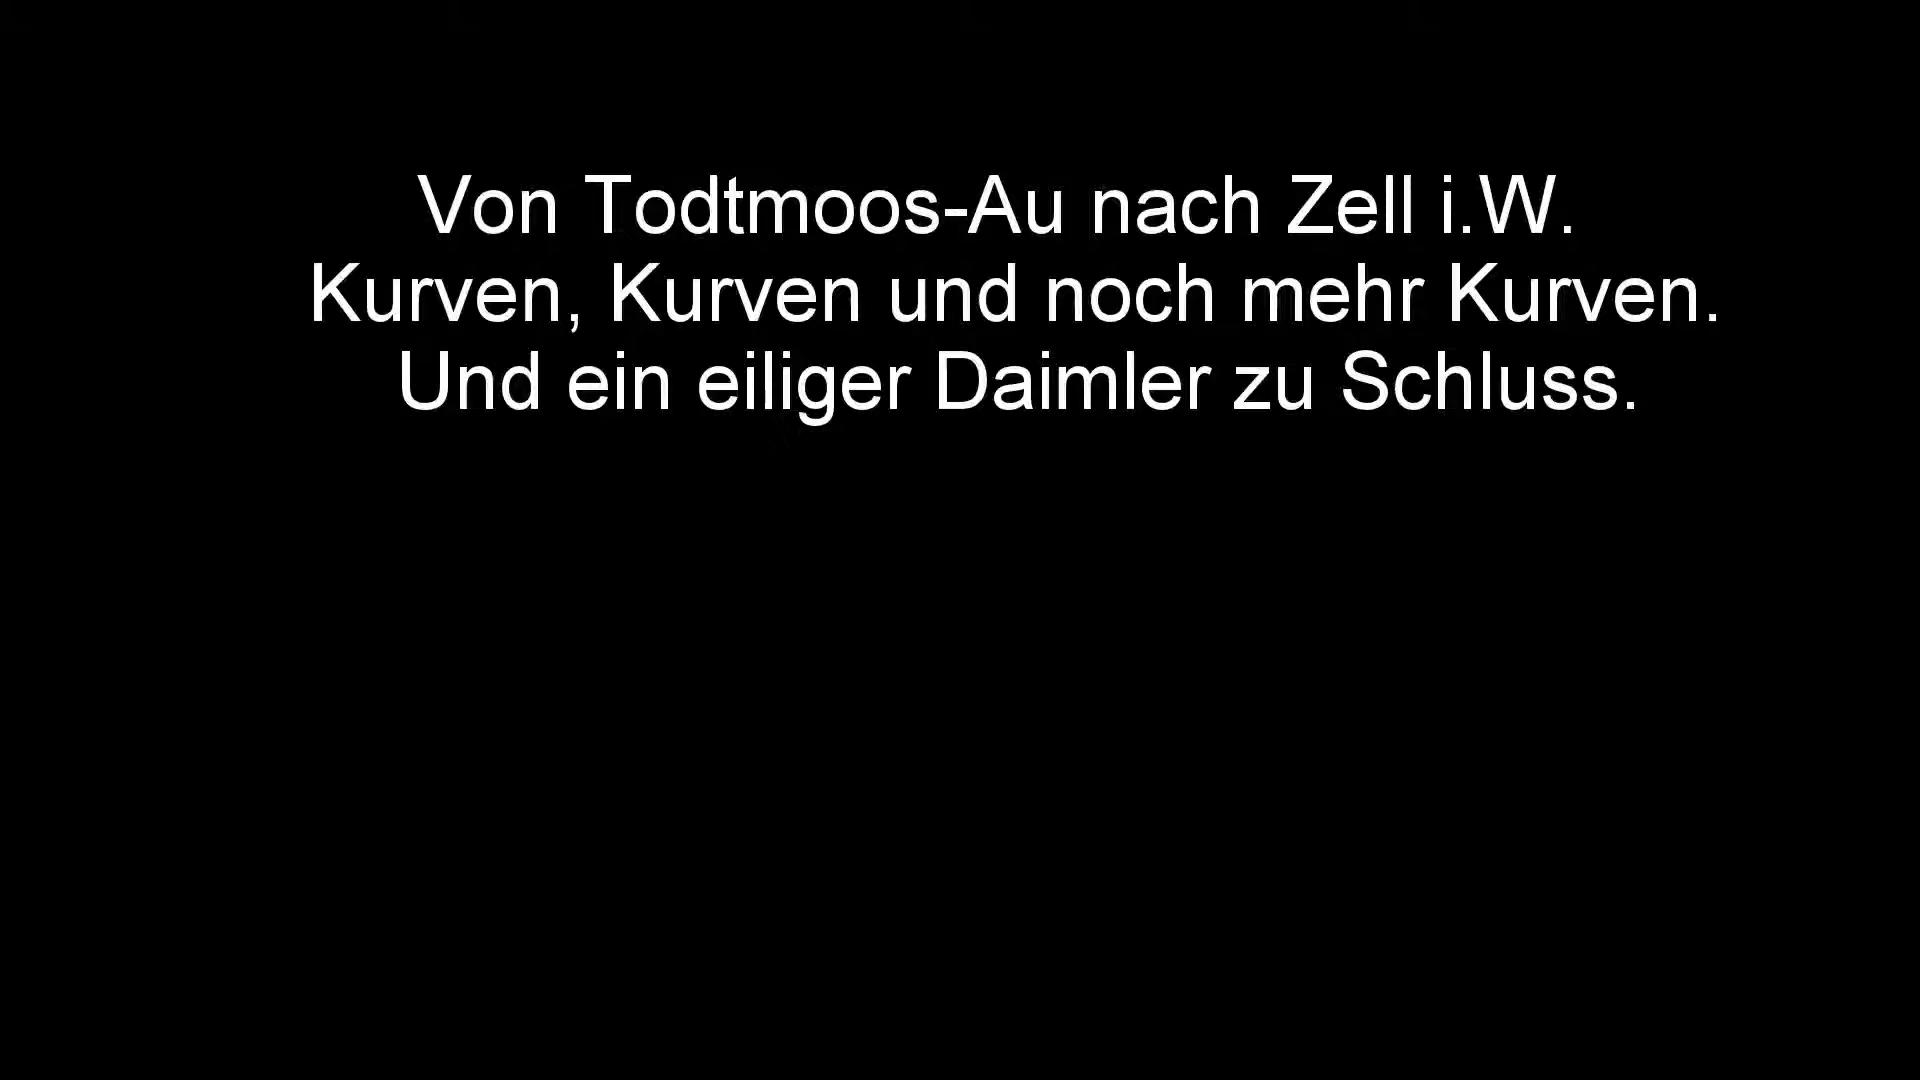 Von Todtmoos-Au nach Zell i.W.
Kurven, Kurven und noch mehr Kurven.
Und ein eiliger Daimler zu Schluss.